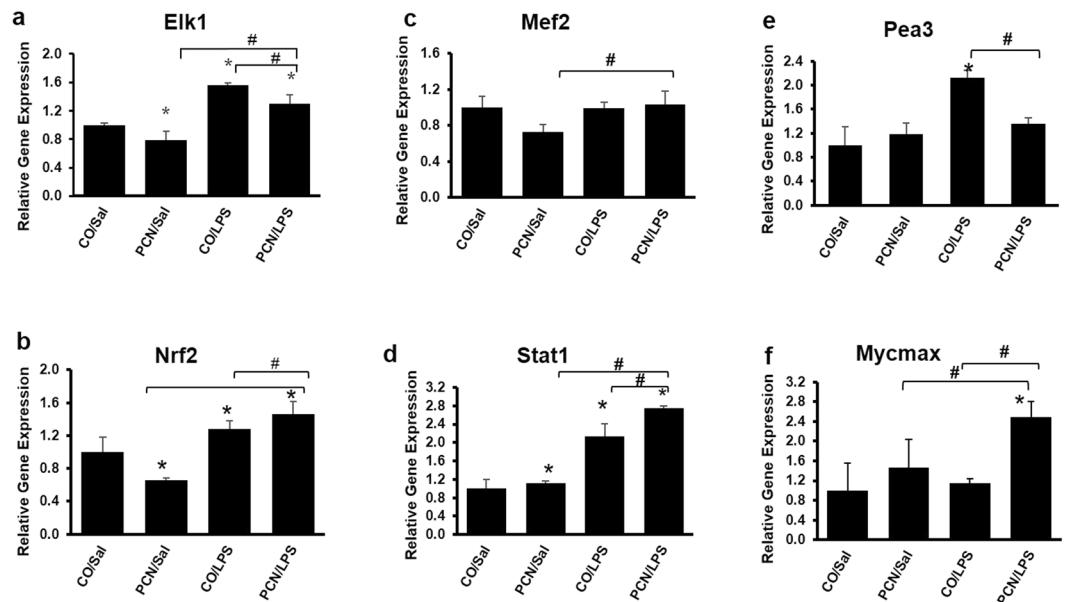 a
Elk1
#
#
*
*
*
Relative Gene Expression
2.0
1.6
1.2
0.8
0.4
0.0
CO/Sal
PCN/Sal
CO/LPS
PCN/LPS
c
Mef2
#
Relative Gene Expression
1.6
1.2
0.8
0.4
0.0
CO/Sal
PCN/Sal
CO/LPS
PCN/LPS
e
Pea3
#
*
Relative Gene Expression
2.4
2.0
1.6
1.2
0.8
0.4
0.0
CO/Sal
PCN/Sal
CO/LPS
PCN/LPS
b
Nrf2
#
*
*
*
Relative Gene Expression
1.6
1.2
0.8
0.4
0.0
CO/Sal
PCN/Sal
CO/LPS
PCN/LPS
d
Stat1
#
#
*
*
*
Relative Gene Expression
3.2
2.8
2.4
2.0
1.6
1.2
0.8
0.4
0.0
CO/Sal
PCN/Sal
CO/LPS
PCN/LPS
f
Mycmax
#
#
*
Relative Gene Expression
3.2
2.8
2.4
2.0
1.6
1.2
0.8
0.4
0.0
CO/Sal
PCN/Sal
CO/LPS
PCN/LPS